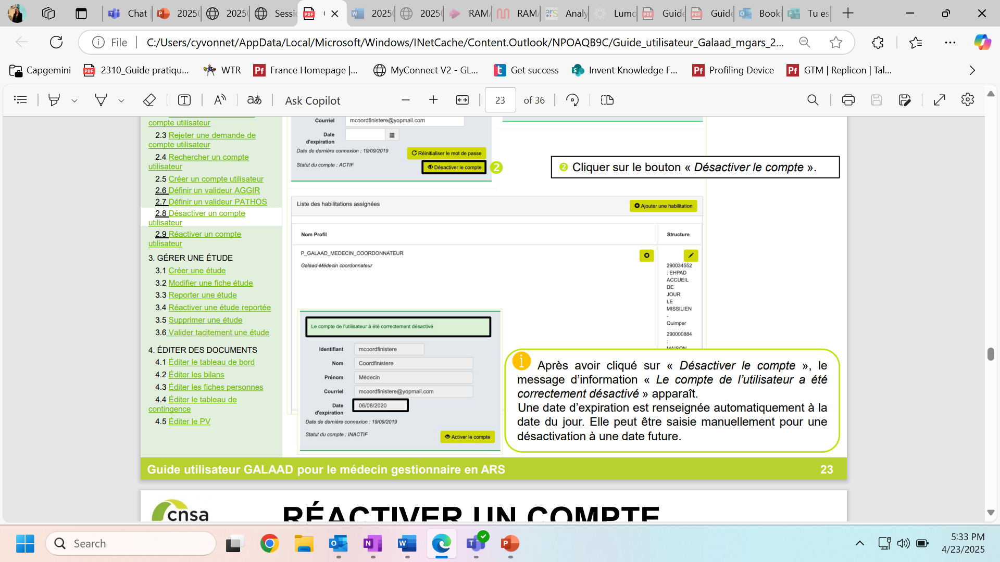 Chat
2025
2025
Sessi
2025
2025
RAMA
RAMA
Analy
Lumo
Guide
Guide
Booki
Tu es
File
C:/Users/cyvonnet/AppData/Local/Microsoft/Windows/INetCache/Content.Outlook/NPOAQB9C/Guide_utilisateur_Galaad_mgars_2...
Capgemini
2310_Guide pratiqu...
WTR
France Homepage |...
MyConnect V2 - GL...
Get success
Invent Knowledge F...
Profiling Device
GTM | Replicon | Tal...
Ask Copilot
23
of 36
compte utilisateur
2.3 Rejeter une demande de
compte utilisateur
2.4 Rechercher un compte
utilisateur
2.5 Créer un compte utilisateur
2.6 Définir un valideur AGGIR
2.7 Définir un valideur PATHOS
2.8 Désactiver un compte
utilisateur
2.9 Réactiver un compte
utilisateur
3. GÉRER UNE ÉTUDE
3.1 Créer une étude
3.2 Modifier une fiche étude
3.3 Reporter une étude
3.4 Réactiver une étude reportée
3.5 Supprimer une étude
3.6 Valider tacitement une étude
4. ÉDITER DES DOCUMENTS
4.1 Éditer le tableau de bord
4.2 Éditer les bilans
4.3 Éditer les fiches personnes
4.4 Éditer le tableau de
contingence
4.5 Éditer le PV
Courriel
mcoordfinistere@yopmail.com
Date
d'expiration
Date de dernière connexion : 19/09/2019
Réinitialiser le mot de passe
Statut du compte : ACTIF
Désactiver le compte
2
2 Cliquer sur le bouton « Désactiver le compte ».
Liste des habilitations assignées
Ajouter une habilitation
Nom Profil
Structure
P_GALAAD_MEDECIN_COORDONNATEUR
Galaad-Médecin coordonnateur
290034552
: EHPAD
ACCUEIL
DE
JOUR
LE
MISSILIEN
-
Quimper
290000884
:
MAISON
Le compte de l'utilisateur à été correctement désactivé
Identifiant
mcoordfinistere
Nom
Coordfinistere
Prénom
Médecin
Courriel
mcoordfinistere@yopmail.com
Date
d'expiration
06/08/2020
Date de dernière connexion : 19/09/2019
Statut du compte : INACTIF
Activer le compte
i Après avoir cliqué sur « Désactiver le compte », le
message d’information « Le compte de l’utilisateur a été
correctement désactivé » apparaît.
Une date d’expiration est renseignée automatiquement à la
date du jour. Elle peut être saisie manuellement pour une
désactivation à une date future.
Guide utilisateur GALAAD pour le médecin gestionnaire en ARS
23
cnsa
RÉACTIVER UN COMPTE
Search
5:33 PM
4/23/2025